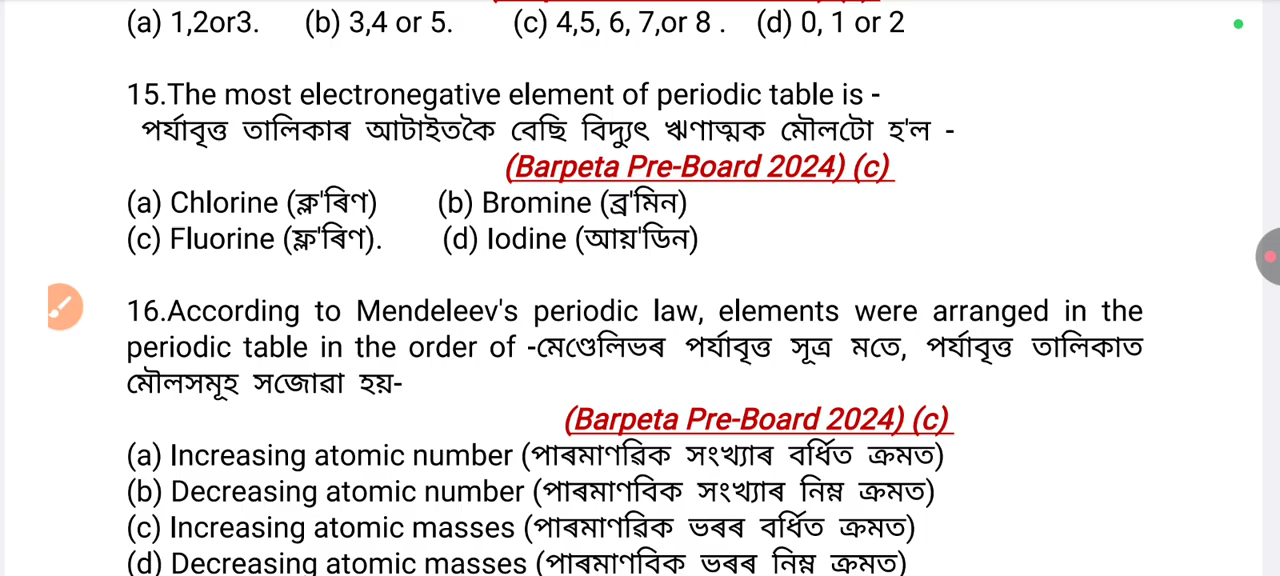 (a) 1,2or3. (b) 3,4 or 5. (c) 4,5, 6, 7,or 8 . (d) 0, 1 or 2
15.The most electronegative element of periodic table is -
পৰ্যাবৃত্ত তালিকাৰ আটাইতকৈ বেছি বিদ্যুৎ ঋণাত্মক মৌলটো হ'ল -
(Barpeta Pre-Board 2024) (c)
(a) Chlorine (ক্ল'ৰিণ) (b) Bromine (ব্ৰ'মিন)
(c) Fluorine (ফ্ল'ৰিণ). (d) Iodine (আয়'ডিন)
16.According to Mendeleev's periodic law, elements were arranged in the
periodic table in the order of -মেণ্ডেলিভৰ পৰ্যাবৃত্ত সূত্ৰ মতে, পৰ্যাবৃত্ত তালিকাত
মৌলসমূহ সজোৱা হয়-
(Barpeta Pre-Board 2024) (c)
(a) Increasing atomic number (পাৰমাণৱিক সংখ্যাৰ বৰ্ধিত ক্ৰমত)
(b) Decreasing atomic number (পাৰমাণবিক সংখ্যাৰ নিম্ন ক্ৰমত)
(c) Increasing atomic masses (পাৰমাণৱিক ভৰৰ বৰ্ধিত ক্ৰমত)
(d) Decreasing atomic masses (পাৰমাণবিক ভৰৰ নিম্ন ক্ৰমত)